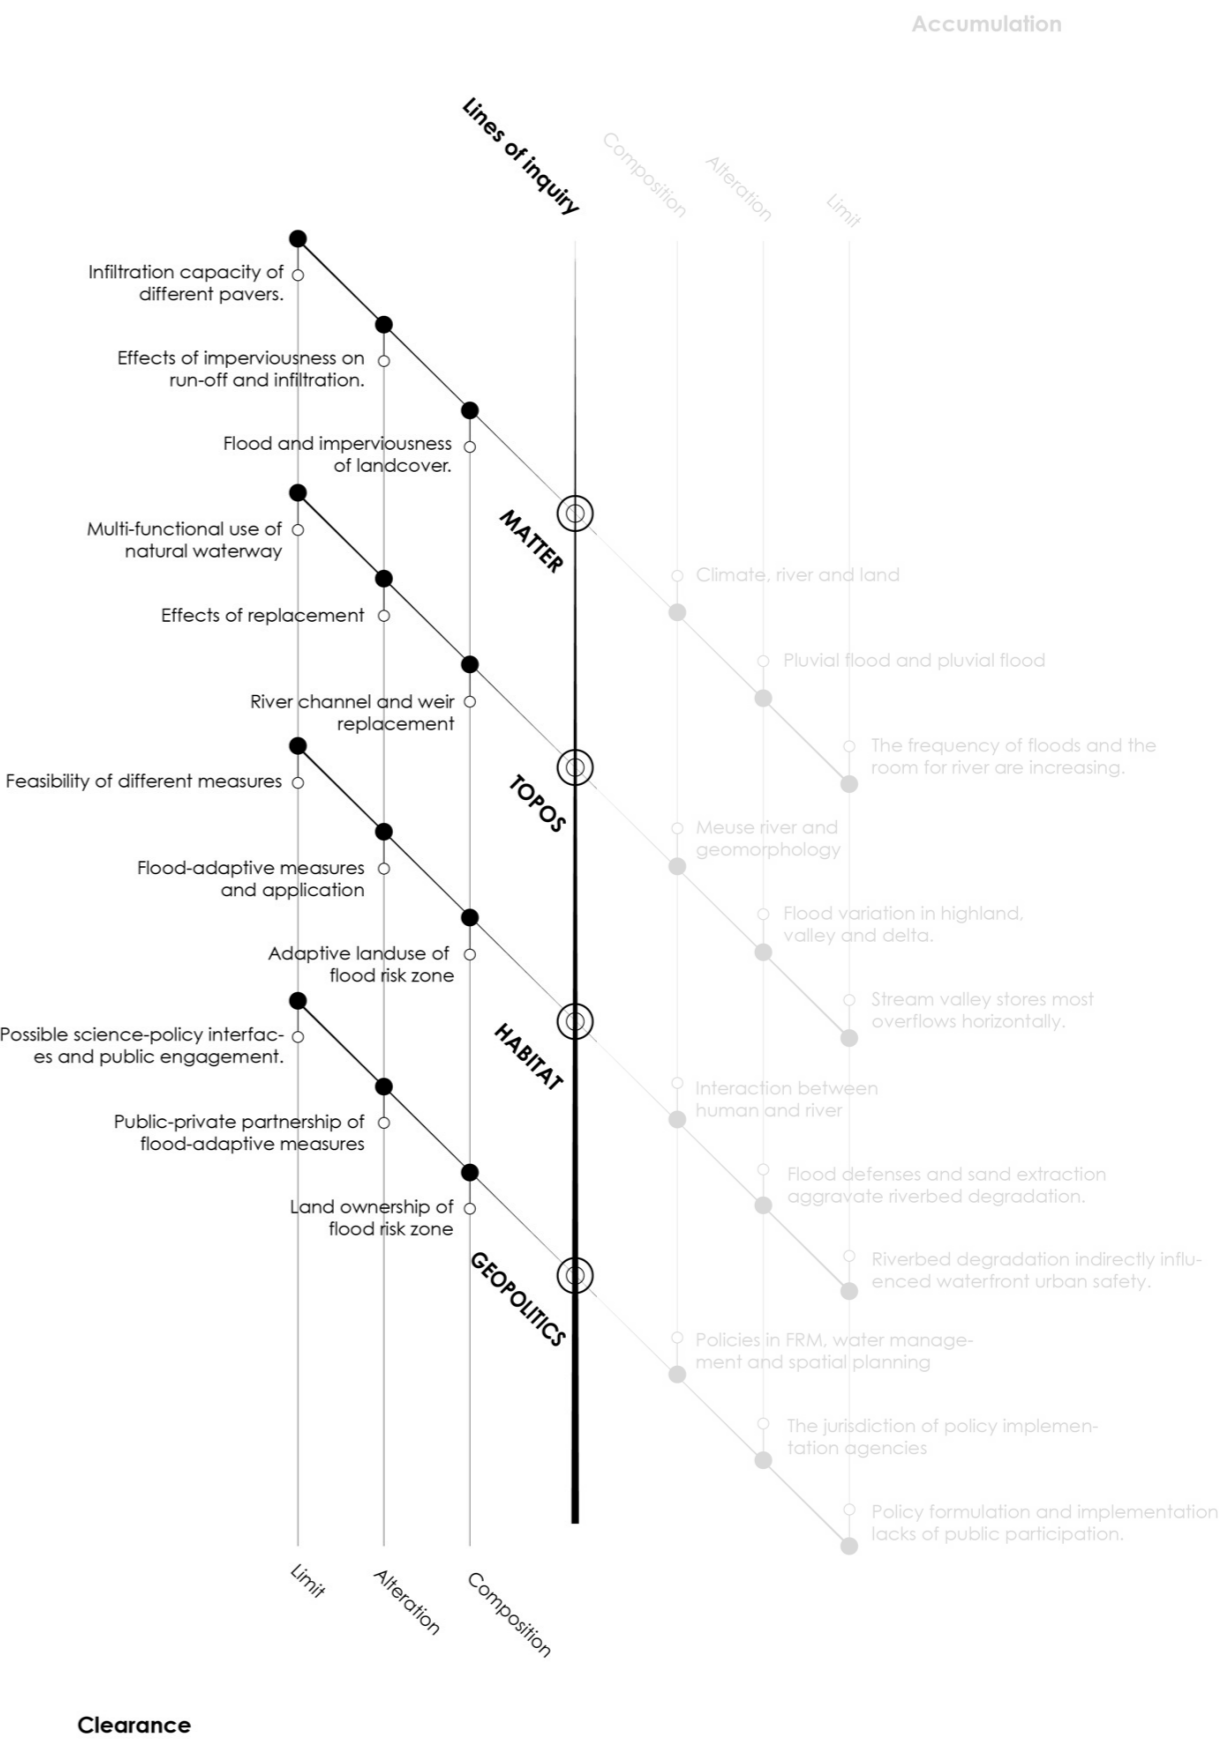 Accumulation
Lines of inquiry
Composition
Alteration
Limit
Infiltration capacity of
different pavers.
Effects of imperviousness on
run-off and infiltration.
Flood and imperviousness
of landcover.
MATTER
Multi-functional use of
natural waterway
Climate, river and land
Effects of replacement
Pluvial flood and pluvial flood
River channel and weir
replacement
The frequency of floods and the
room for river are increasing.
TOPOS
Feasibility of different measures
Meuse river and
geomorphology
Flood-adaptive measures
and application
Flood variation in highland,
valley and delta.
Adaptive landuse of
flood risk zone
Stream valley stores most
overflows horizontally.
HABITAT
Possible science-policy interfac-
es and public engagement.
Interaction between
human and river
Public-private partnership of
flood-adaptive measures
Flood defenses and sand extraction
aggravate riverbed degradation.
Land ownership of
flood risk zone
Riverbed degradation indirectly influ-
enced waterfront urban safety.
GEOPOLITICS
Policies in FRM, water manage-
ment and spatial planning
The jurisdiction of policy implemen-
tation agencies
Policy formulation and implementation
lacks of public participation.
Limit
Alteration
Composition
Clearance